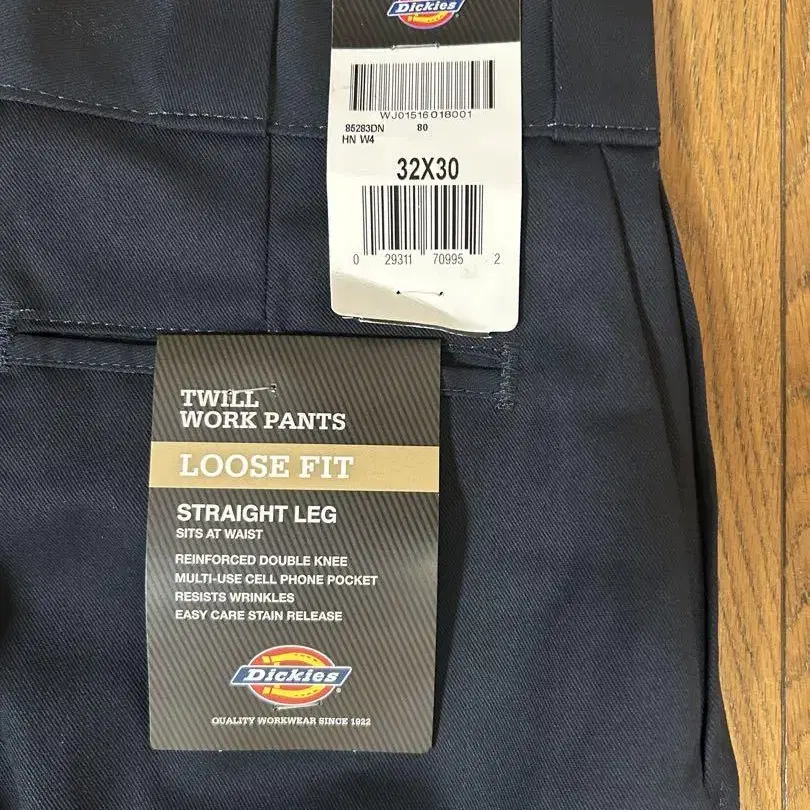 Dickies
WJ01516018001
85283DN 80
HN W4
32X30
0 29311 70995 2
TWILL
WORK PANTS
LOOSE FIT
STRAIGHT LEG
SITS AT WAIST
REINFORCED DOUBLE KNEE
MULTI-USE CELL PHONE POCKET
RESISTS WRINKLES
EASY CARE STAIN RELEASE
Dickies
QUALITY WORKWEAR SINCE 1922